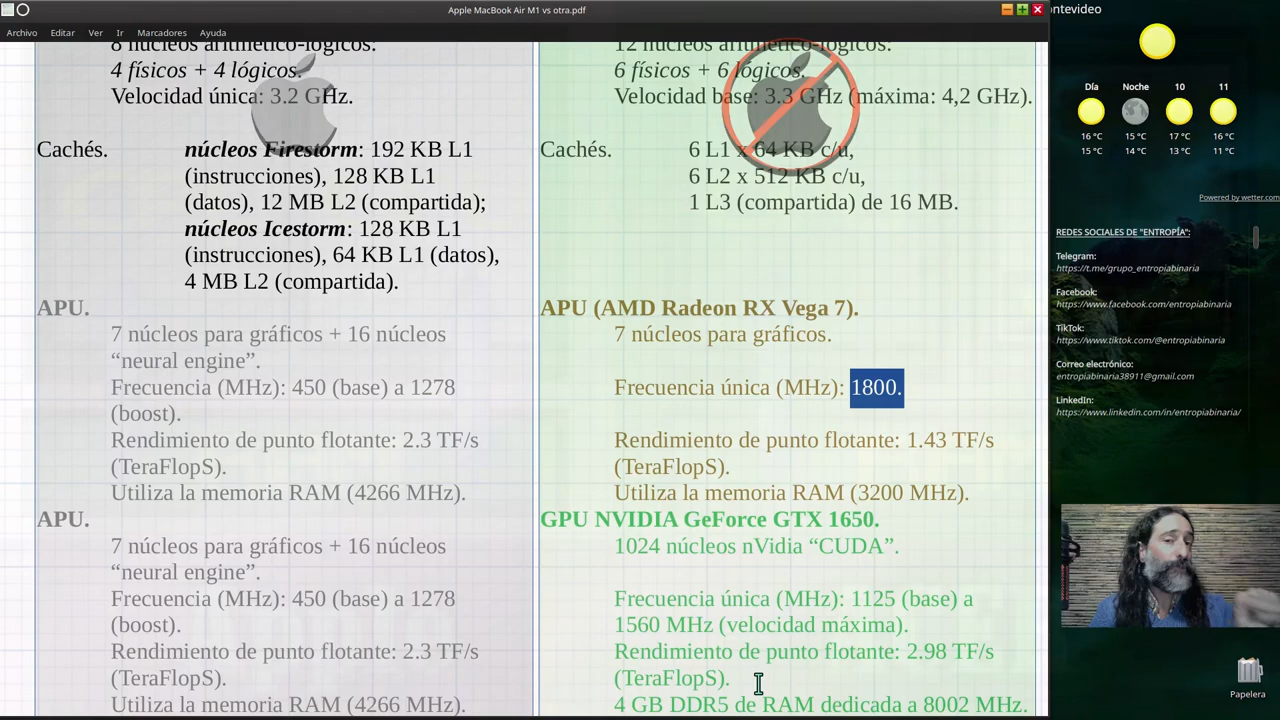 Apple MacBook Air M1 vs otra.pdf
Archivo Editar Ver Ir Marcadores Ayuda
8 núcleos aritmético-lógicos:
4 físicos + 4 lógicos.
Velocidad única: 3.2 GHz.
Cachés. núcleos Firestorm: 192 KB L1
(instrucciones), 128 KB L1
(datos), 12 MB L2 (compartida);
núcleos Icestorm: 128 KB L1
(instrucciones), 64 KB L1 (datos),
4 MB L2 (compartida).
APU.
7 núcleos para gráficos + 16 núcleos
“neural engine”.
Frecuencia (MHz): 450 (base) a 1278
(boost).
Rendimiento de punto flotante: 2.3 TF/s
(TeraFlopS).
Utiliza la memoria RAM (4266 MHz).
APU.
7 núcleos para gráficos + 16 núcleos
“neural engine”.
Frecuencia (MHz): 450 (base) a 1278
(boost).
Rendimiento de punto flotante: 2.3 TF/s
(TeraFlopS).
Utiliza la memoria RAM (4266 MHz).
12 núcleos aritmético-lógicos:
6 físicos + 6 lógicos.
Velocidad base: 3.3 GHz (máxima: 4,2 GHz).
Cachés. 6 L1 x 64 KB c/u,
6 L2 x 512 KB c/u,
1 L3 (compartida) de 16 MB.
APU (AMD Radeon RX Vega 7).
7 núcleos para gráficos.
Frecuencia única (MHz): 1800.
Rendimiento de punto flotante: 1.43 TF/s
(TeraFlopS).
Utiliza la memoria RAM (3200 MHz).
GPU NVIDIA GeForce GTX 1650.
1024 núcleos nVidia “CUDA”.
Frecuencia única (MHz): 1125 (base) a
1560 MHz (velocidad máxima).
Rendimiento de punto flotante: 2.98 TF/s
(TeraFlopS).
4 GB DDR5 de RAM dedicada a 8002 MHz.
ontevideo
Día Noche 10 11
16 °C 15 °C 17 °C 16 °C
15 °C 14 °C 13 °C 11 °C
Powered by wetter.com
REDES SOCIALES DE "ENTROPÍA":
Telegram:
https://t.me/grupo_entropiabinaria
Facebook:
https://www.facebook.com/entropiabinaria
TikTok:
https://www.tiktok.com/@entropiabinaria
Correo electrónico:
entropiabinaria38911@gmail.com
LinkedIn:
https://www.linkedin.com/in/entropiabinaria/
Papelera